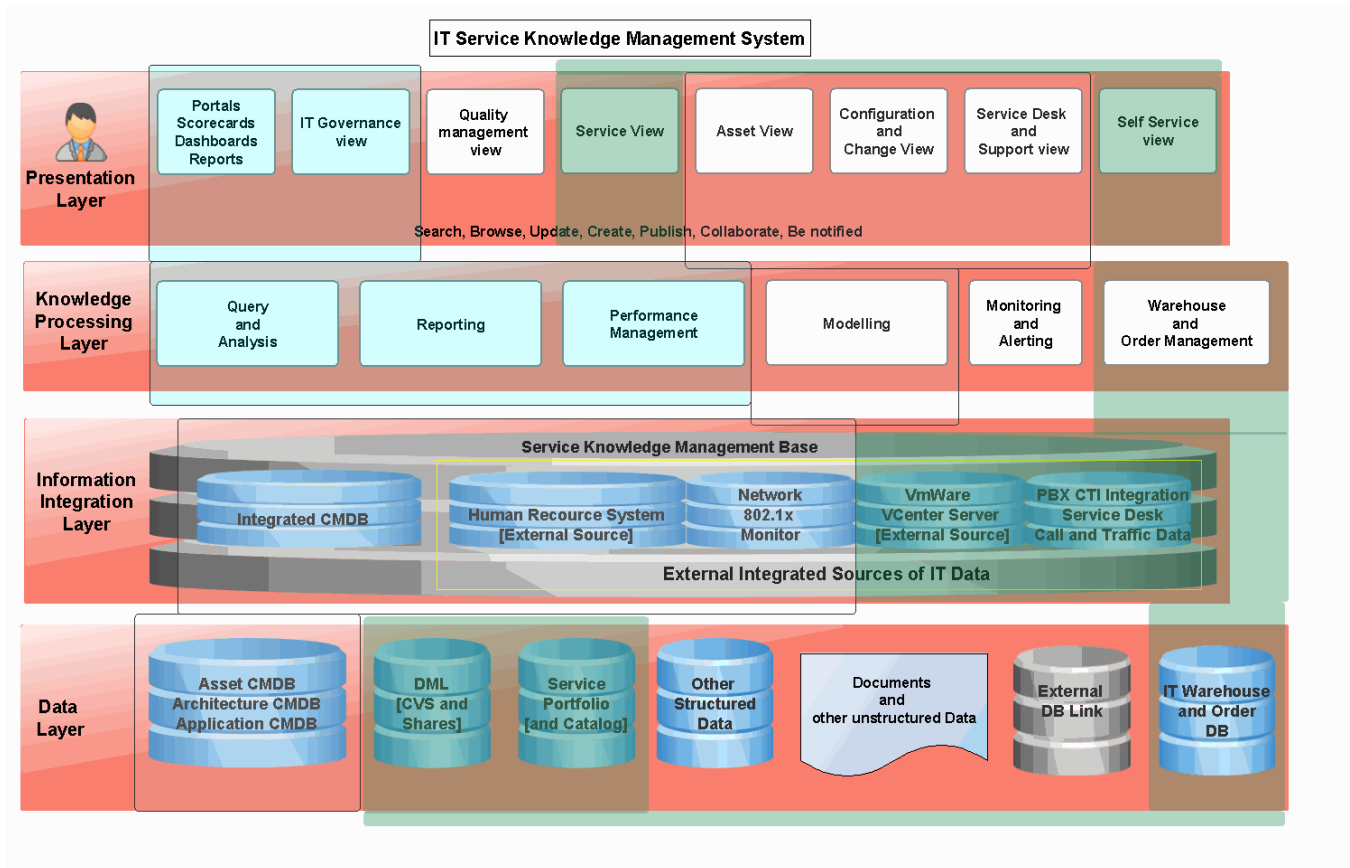 IT Service Knowledge Management System
Presentation
Layer
Portals
Scorecards
Dashboards
Reports
IT Governance
view
Quality
management
view
Service View
Asset View
Configuration
and
Change View
Service Desk
and
Support view
Self Service
view
Search, Browse, Update, Create, Publish, Collaborate, Be notified
Knowledge
Processing
Layer
Query
and
Analysis
Reporting
Performance
Management
Modelling
Monitoring
and
Alerting
Warehouse
and
Order Management
Information
Integration
Layer
Service Knowledge Management Base
Integrated CMDB
Human Recource System
[External Source]
Network
802.1x
Monitor
VmWare
VCenter Server
[External Source]
PBX CTI Integration
Service Desk
Call and Traffic Data
External Integrated Sources of IT Data
Data
Layer
Asset CMDB
Architecture CMDB
Application CMDB
DML
[CVS and
Shares]
Service
Portfolio
[and Catalog]
Other
Structured
Data
Documents
and
other unstructured Data
External
DB Link
IT Warehouse
and Order
DB